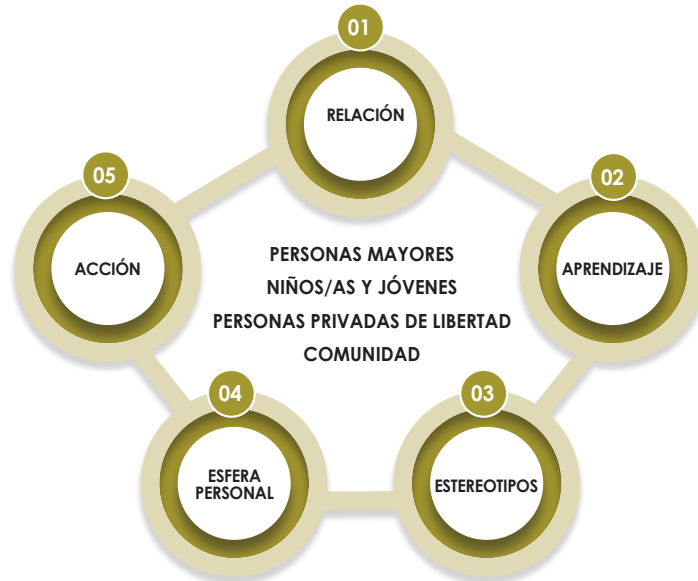 01
RELACIÓN
02
APRENDIZAJE
03
ESTEREOTIPOS
04
ESFERA
PERSONAL
05
ACCIÓN
PERSONAS MAYORES
NIÑOS/AS Y JÓVENES
PERSONAS PRIVADAS DE LIBERTAD
COMUNIDAD